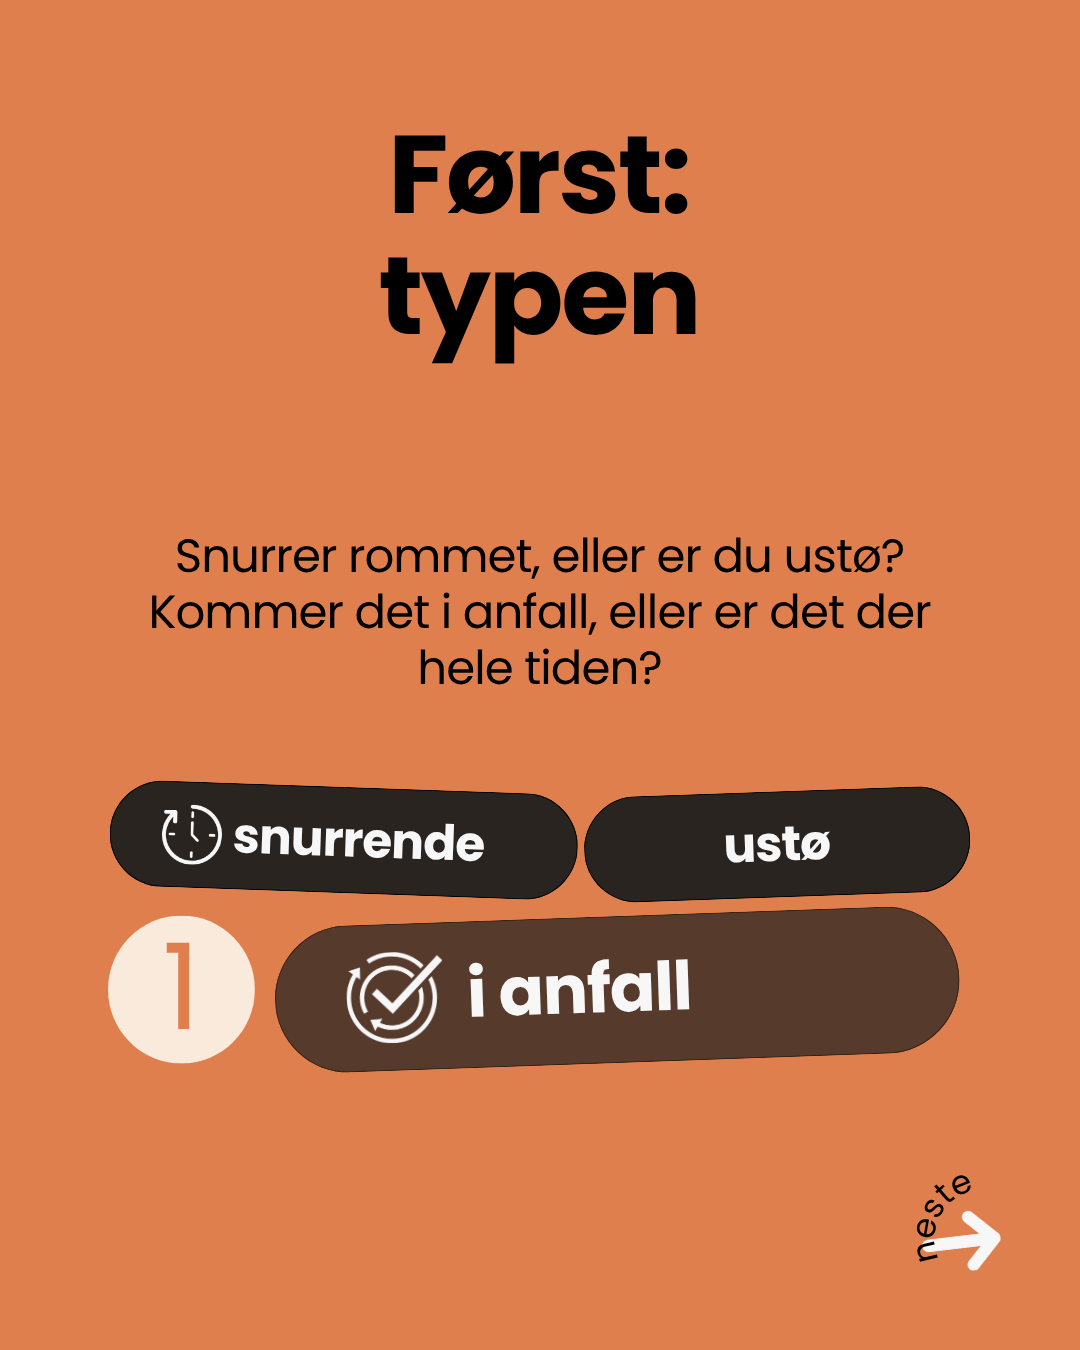 Først:
typen
Snurrer rommet, eller er du ustø?
Kommer det i anfall, eller er det der
hele tiden?
snurrende
ustø
1
i anfall
neste